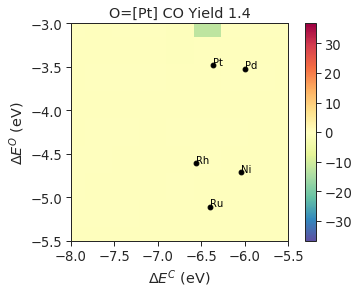 O=[Pt] CO Yield 1.4
−3.0
−3.5
−4.0
−4.5
−5.0
−5.5
ΔE^O (eV)
Pt
Pd
Rh
Ni
Ru
−8.0 −7.5 −7.0 −6.5 −6.0 −5.5
ΔE^C (eV)
30
20
10
0
−10
−20
−30